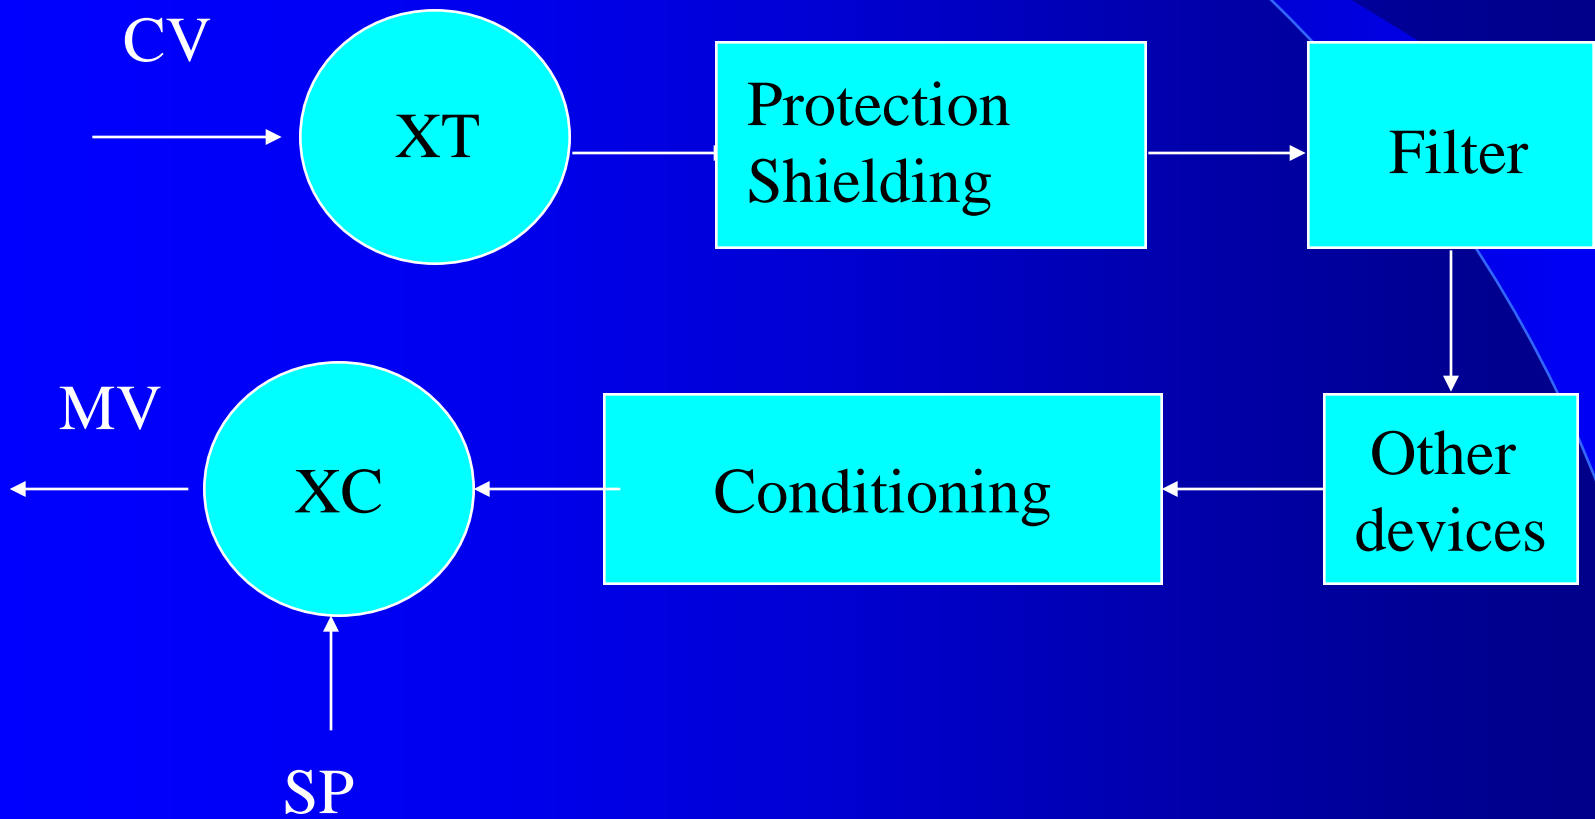 CV
XT
Protection
Shielding
Filter
MV
XC
Conditioning
Other
devices
SP